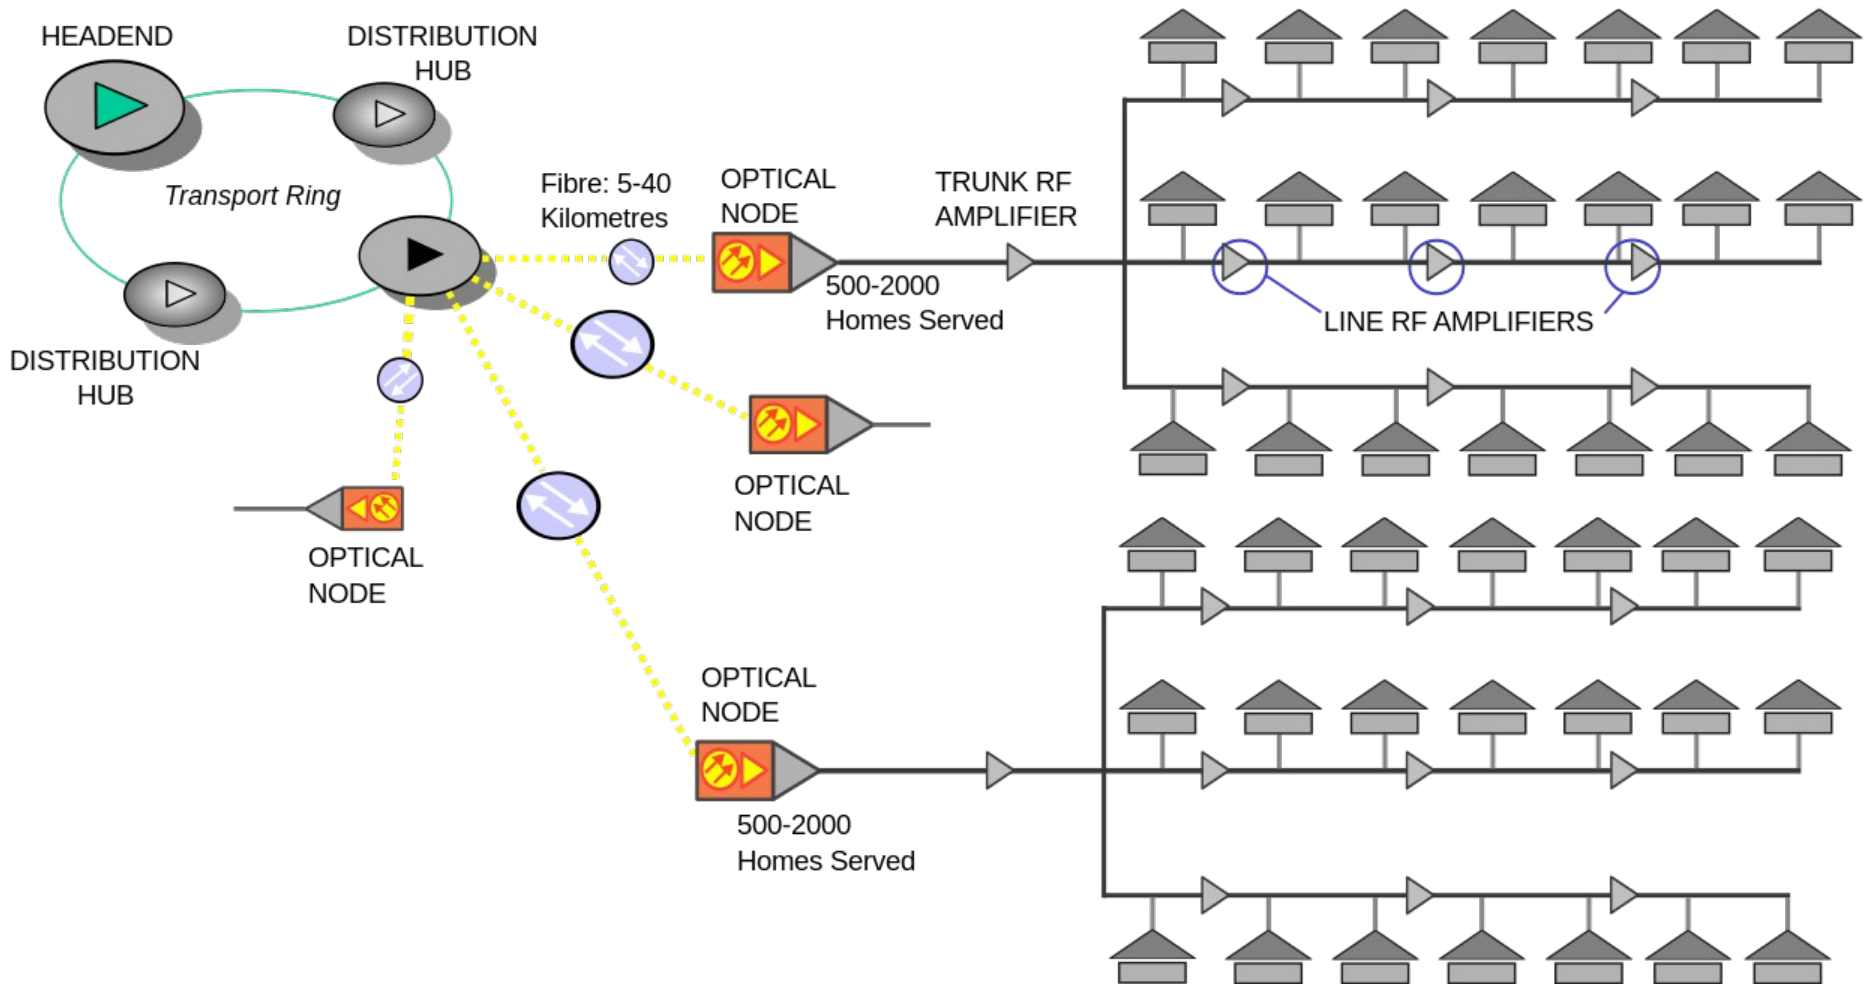 HEADEND
DISTRIBUTION
HUB
Transport Ring
DISTRIBUTION
HUB
Fibre: 5-40
Kilometres
OPTICAL
NODE
500-2000
Homes Served
TRUNK RF
AMPLIFIER
LINE RF AMPLIFIERS
OPTICAL
NODE
OPTICAL
NODE
OPTICAL
NODE
500-2000
Homes Served